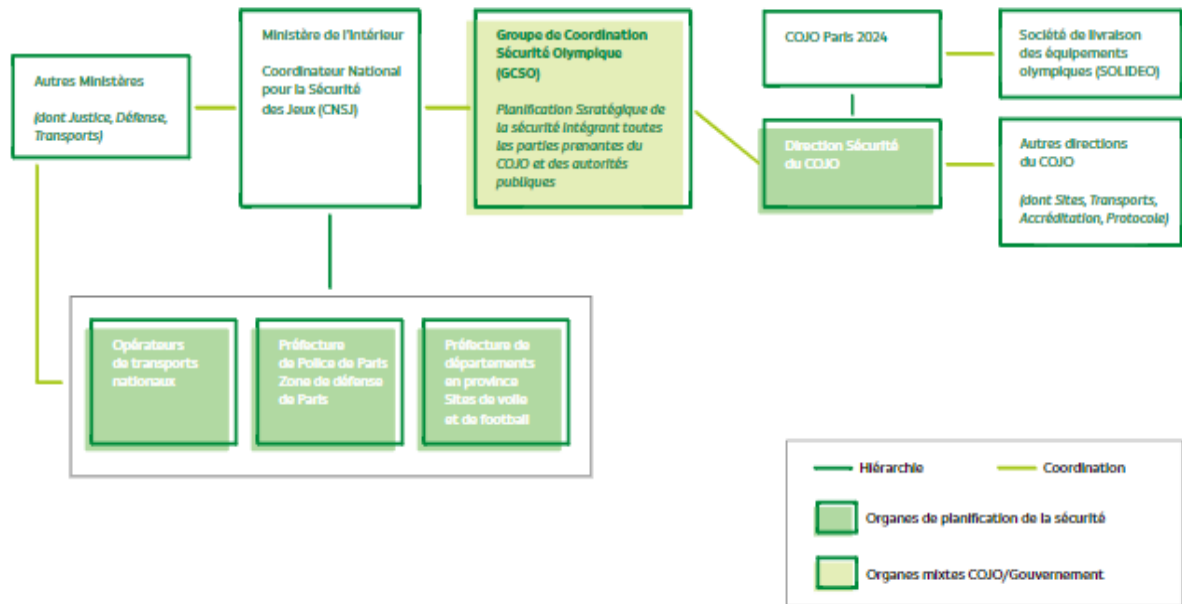 Autres Ministères
(dont Justice, Défense,
Transports)
Ministère de l'Intérieur
Coordinateur National
pour la Sécurité
des Jeux (CNSJ)
Groupe de Coordination
Sécurité Olympique
(GCSO)
Planification Ssratégique de
la sécurité intégrant toutes
les parties prenantes du
COJO et des autorités
publiques
COJO Paris 2024
Société de livraison
des équipements
olympiques (SOLIDEO)
Direction Sécurité
du COJO
Autres directions
du COJO
(dont Sites, Transports,
Accréditation, Protocole)
Opérateurs
de transports
nationaux
Préfecture
de Police de Paris
Zone de défense
de Paris
Préfecture de
départements
en province
Sites de voile
et de football
Hiérarchie
Coordination
Organes de planification de la sécurité
Organes mixtes COJO/Gouvernement